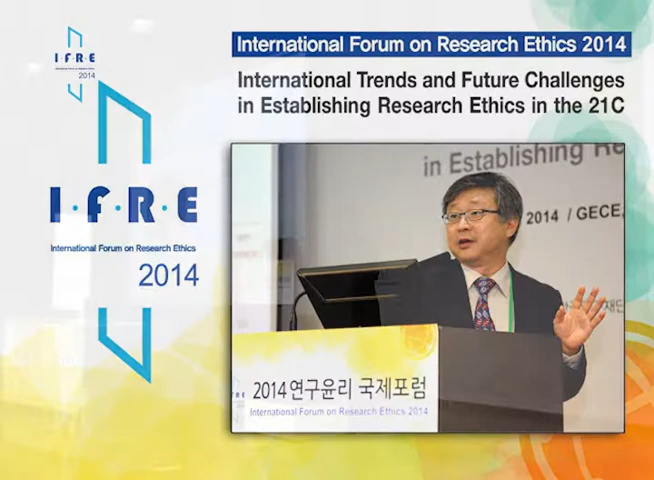 I·F·R·E
2014
I·F·R·E
International Forum on Research Ethics
2014
International Forum on Research Ethics 2014
International Trends and Future Challenges
in Establishing Research Ethics in the 21C
in Establishing Re
2014 / GECE,
재단
2014 연구윤리 국제포럼
International Forum on Research Ethics 2014